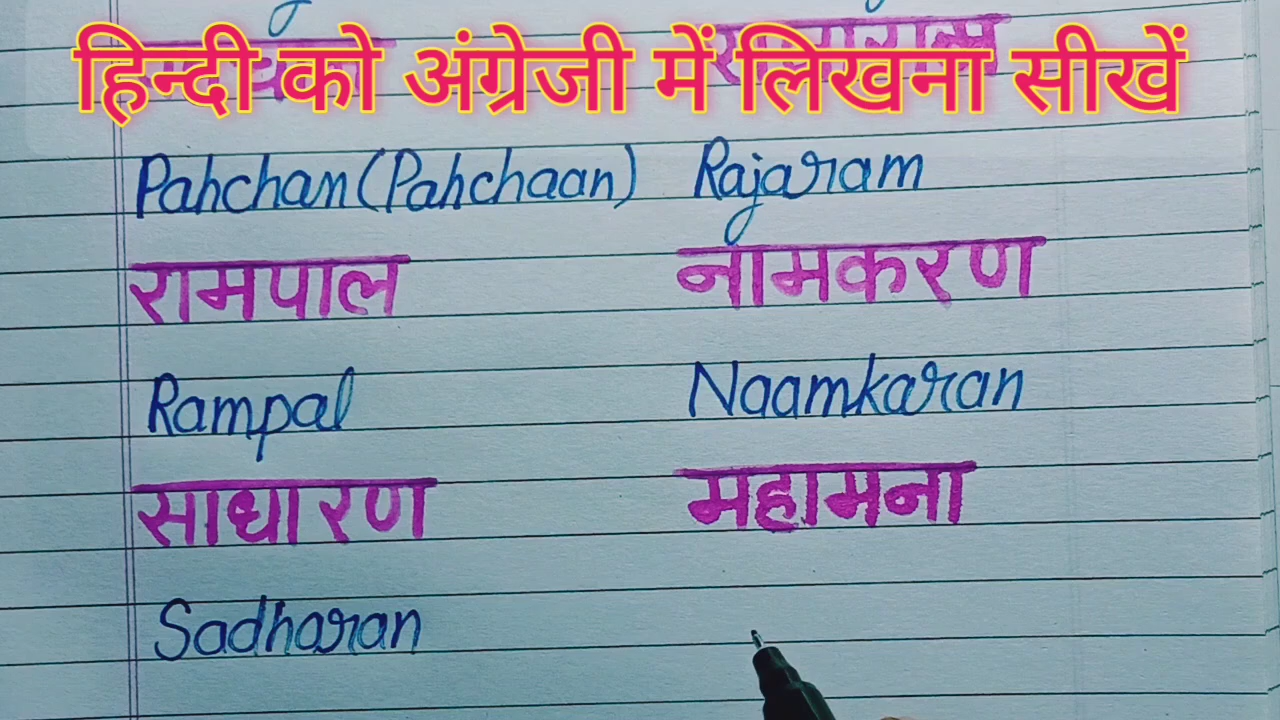 हिन्दी को अंग्रेजी में लिखना सीखें
Pahchan (Pahchaan) Rajaram
रामपाल नामकरण
Rampal Naamkaran
साधारण महामना
Sadharan